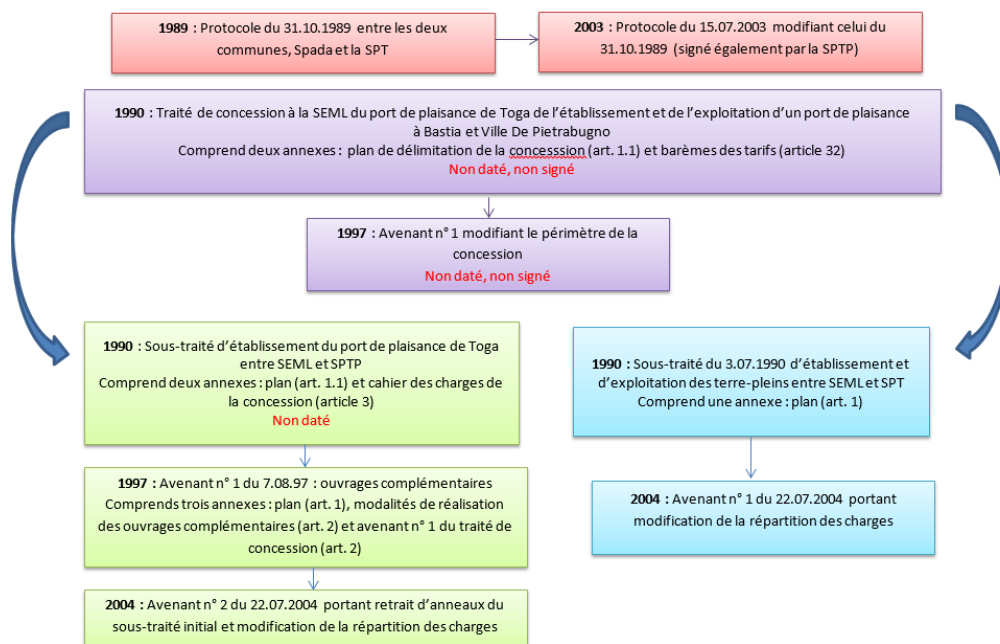 1989 : Protocole du 31.10.1989 entre les deux
communes, Spada et la SPT
2003 : Protocole du 15.07.2003 modifiant celui du
31.10.1989 (signé également par la SPTP)
1990 : Traité de concession à la SEML du port de plaisance de Toga de l'établissement et de l'exploitation d'un port de plaisance
à Bastia et Ville De Pietrabugno
Comprend deux annexes : plan de délimitation de la concesssion (art. 1.1) et barèmes des tarifs (article 32)
Non daté, non signé
1997 : Avenant n° 1 modifiant le périmètre de la
concession
Non daté, non signé
1990 : Sous-traité d'établissement du port de plaisance de Toga
entre SEML et SPTP
Comprend deux annexes : plan (art. 1.1) et cahier des charges de
la concession (article 3)
Non daté
1990 : Sous-traité du 3.07.1990 d'établissement et
d'exploitation des terre-pleins entre SEML et SPT
Comprend une annexe : plan (art. 1)
1997 : Avenant n° 1 du 7.08.97 : ouvrages complémentaires
Comprends trois annexes : plan (art. 1), modalités de réalisation
des ouvrages complémentaires (art. 2) et avenant n° 1 du traité de
concession (art. 2)
2004 : Avenant n° 1 du 22.07.2004 portant
modification de la répartition des charges
2004 : Avenant n° 2 du 22.07.2004 portant retrait d'anneaux du
sous-traité initial et modification de la répartition des charges